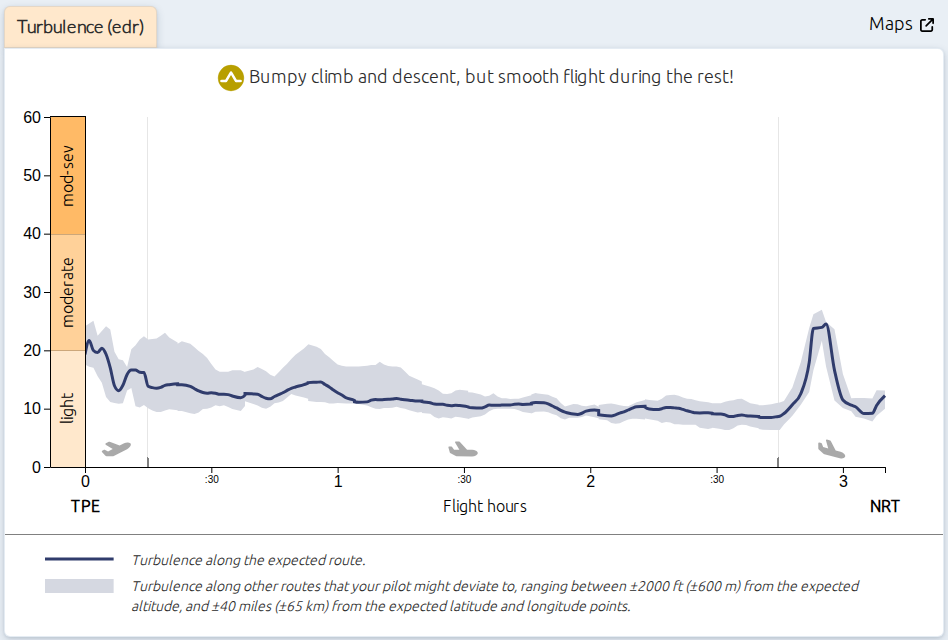 Turbulence (edr)
Maps
Bumpy climb and descent, but smooth flight during the rest!
60
50
40
30
20
10
0
mod-sev
moderate
light
0
:30
1
:30
2
:30
3
TPE
Flight hours
NRT
Turbulence along the expected route.
Turbulence along other routes that your pilot might deviate to, ranging between ±2000 ft (±600 m) from the expected
altitude, and ±40 miles (±65 km) from the expected latitude and longitude points.